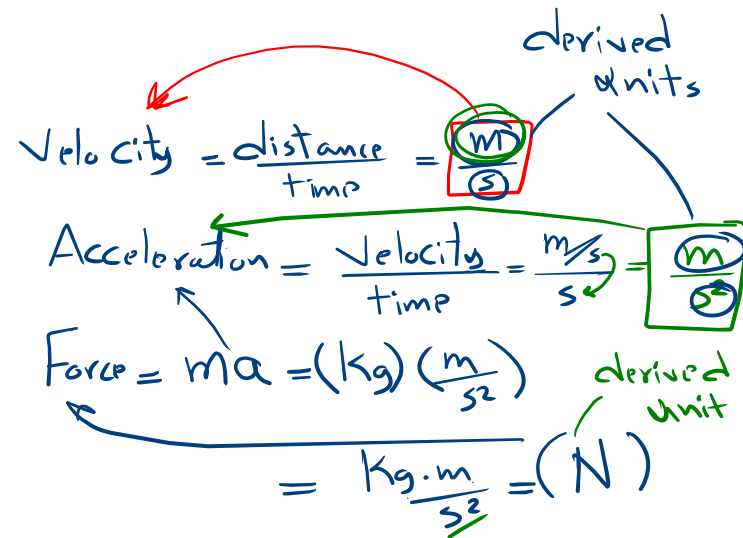 derived
units
Velocity = distance/time = m/s
Acceleration = Velocity/time = m/s/s = m/s²
Force = ma = (Kg) (m/s²)
derived
unit
= Kg.m/s² = (N)